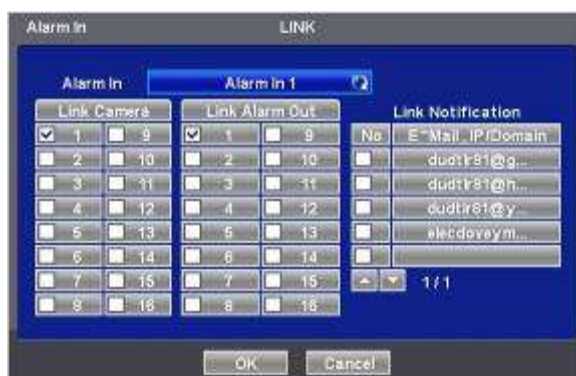 Alarm In LINK
Alarm In Alarm In 1
Link Camera Link Alarm Out Link Notification
1 9 1 9 No E-Mail, IP/Domain
2 10 2 10 dudtlr81@g...
3 11 3 11 dudtlr81@h...
4 12 4 12 dudtlr81@y...
5 13 5 13 elecdoveym...
6 14 6 14
7 15 7 15 1/1
8 16 8 16
OK Cancel